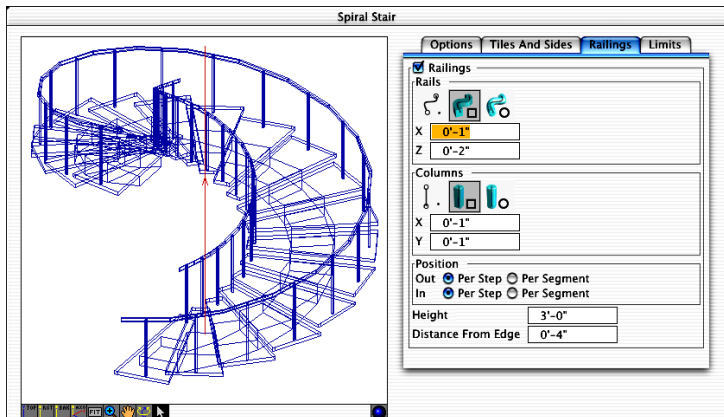 Spiral Stair
Options Tiles And Sides Railings Limits
Railings
Rails
X 0'-1"
Z 0'-2"
Columns
X 0'-1"
Y 0'-1"
Position
Out Per Step Per Segment
In Per Step Per Segment
Height 3'-0"
Distance From Edge 0'-4"
TOP FIT